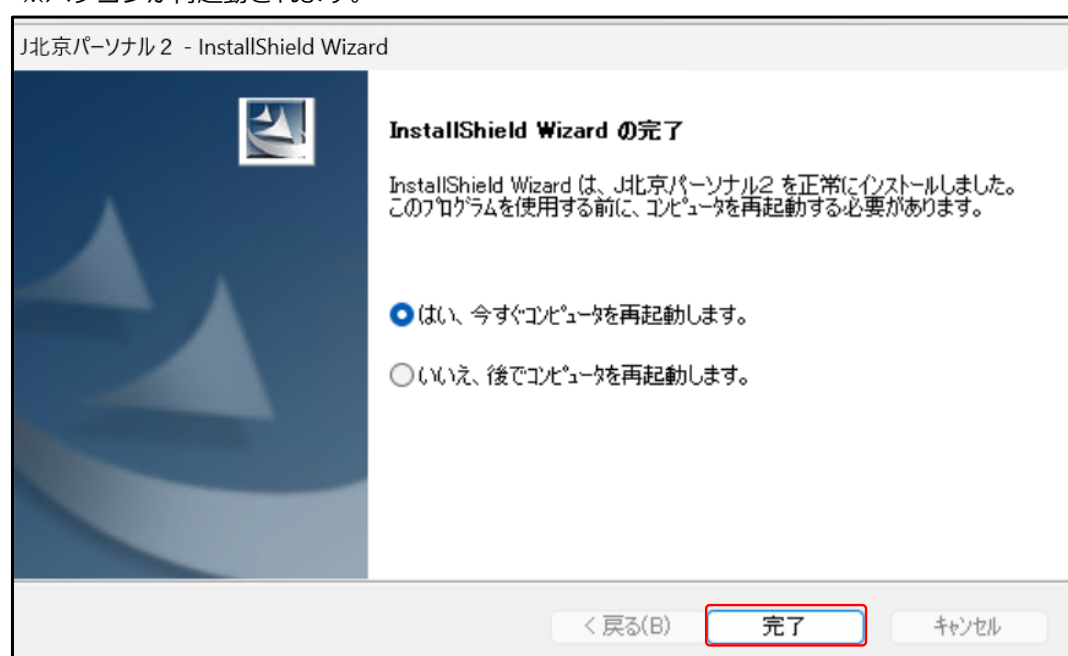 J北京パーソナル２ - InstallShield Wizard
InstallShield Wizard の完了
InstallShield Wizard は、J北京パーソナル2 を正常にインストールしました。
このﾌﾟﾛｸﾞﾗﾑを使用する前に、ｺﾝﾋﾟｭｰﾀを再起動する必要があります。
はい、今すぐｺﾝﾋﾟｭｰﾀを再起動します。
いいえ、後でｺﾝﾋﾟｭｰﾀを再起動します。
< 戻る(B) 完了 ｷｬﾝｾﾙ